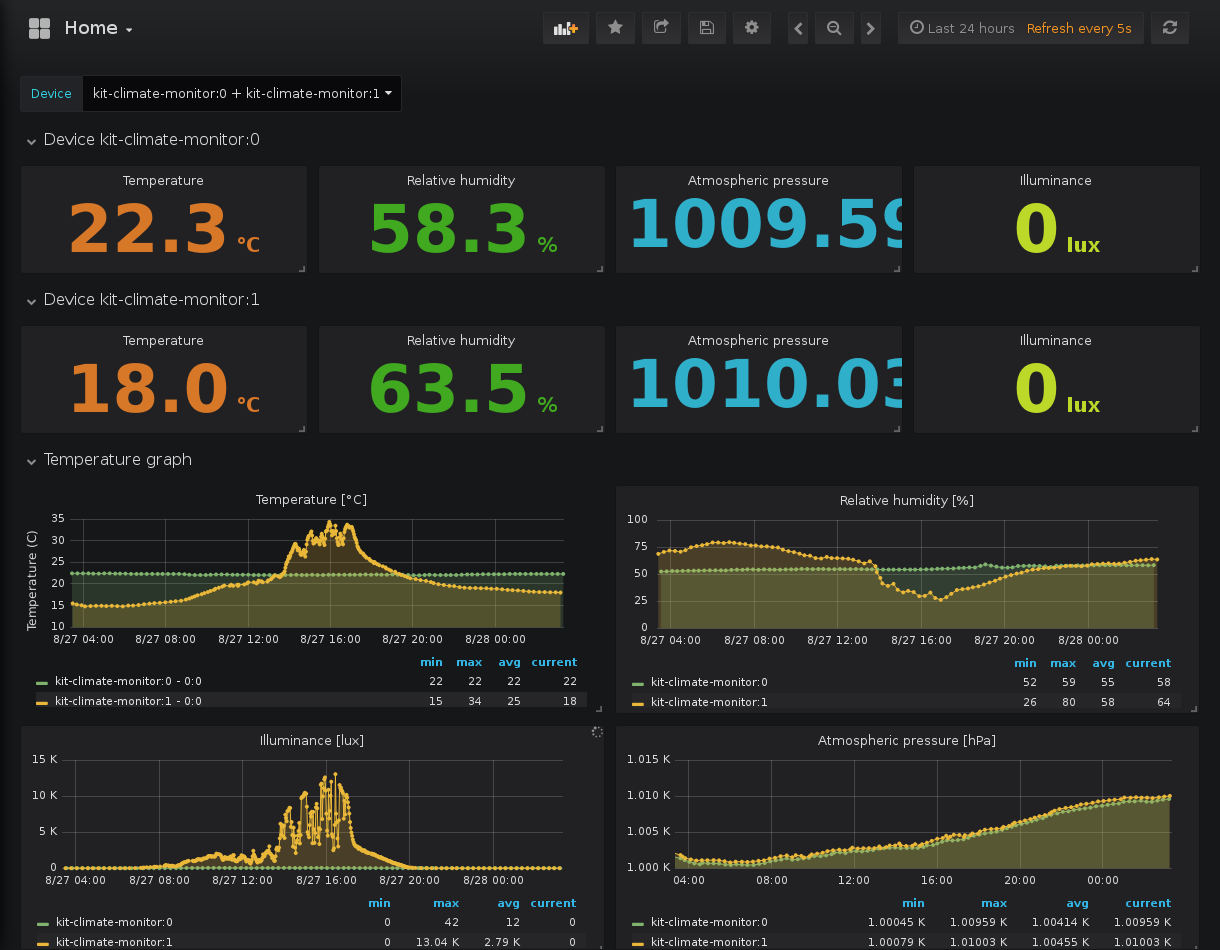 Home
Last 24 hours Refresh every 5s
Device kit-climate-monitor:0 + kit-climate-monitor:1
Device kit-climate-monitor:0
Temperature Relative humidity Atmospheric pressure Illuminance
22.3 °C 58.3 % 1009.59 0 lux
Device kit-climate-monitor:1
Temperature Relative humidity Atmospheric pressure Illuminance
18.0 °C 63.5 % 1010.03 0 lux
Temperature graph
Temperature [°C]
Temperature (C)
35
30
25
20
15
10
8/27 04:00 8/27 08:00 8/27 12:00 8/27 16:00 8/27 20:00 8/28 00:00
min max avg current
kit-climate-monitor:0 - 0:0 22 22 22 22
kit-climate-monitor:1 - 0:0 15 34 25 18
Relative humidity [%]
100
75
50
25
0
8/27 04:00 8/27 08:00 8/27 12:00 8/27 16:00 8/27 20:00 8/28 00:00
min max avg current
kit-climate-monitor:0 52 59 55 58
kit-climate-monitor:1 26 80 58 64
Illuminance [lux]
15 K
10 K
5 K
0
8/27 04:00 8/27 08:00 8/27 12:00 8/27 16:00 8/27 20:00 8/28 00:00
min max avg current
kit-climate-monitor:0 0 42 12 0
kit-climate-monitor:1 0 13.04 K 2.79 K 0
Atmospheric pressure [hPa]
1.015 K
1.010 K
1.005 K
1.000 K
04:00 08:00 12:00 16:00 20:00 00:00
min max avg current
kit-climate-monitor:0 1.00045 K 1.00959 K 1.00414 K 1.00959 K
kit-climate-monitor:1 1.00079 K 1.01003 K 1.00455 K 1.01003 K